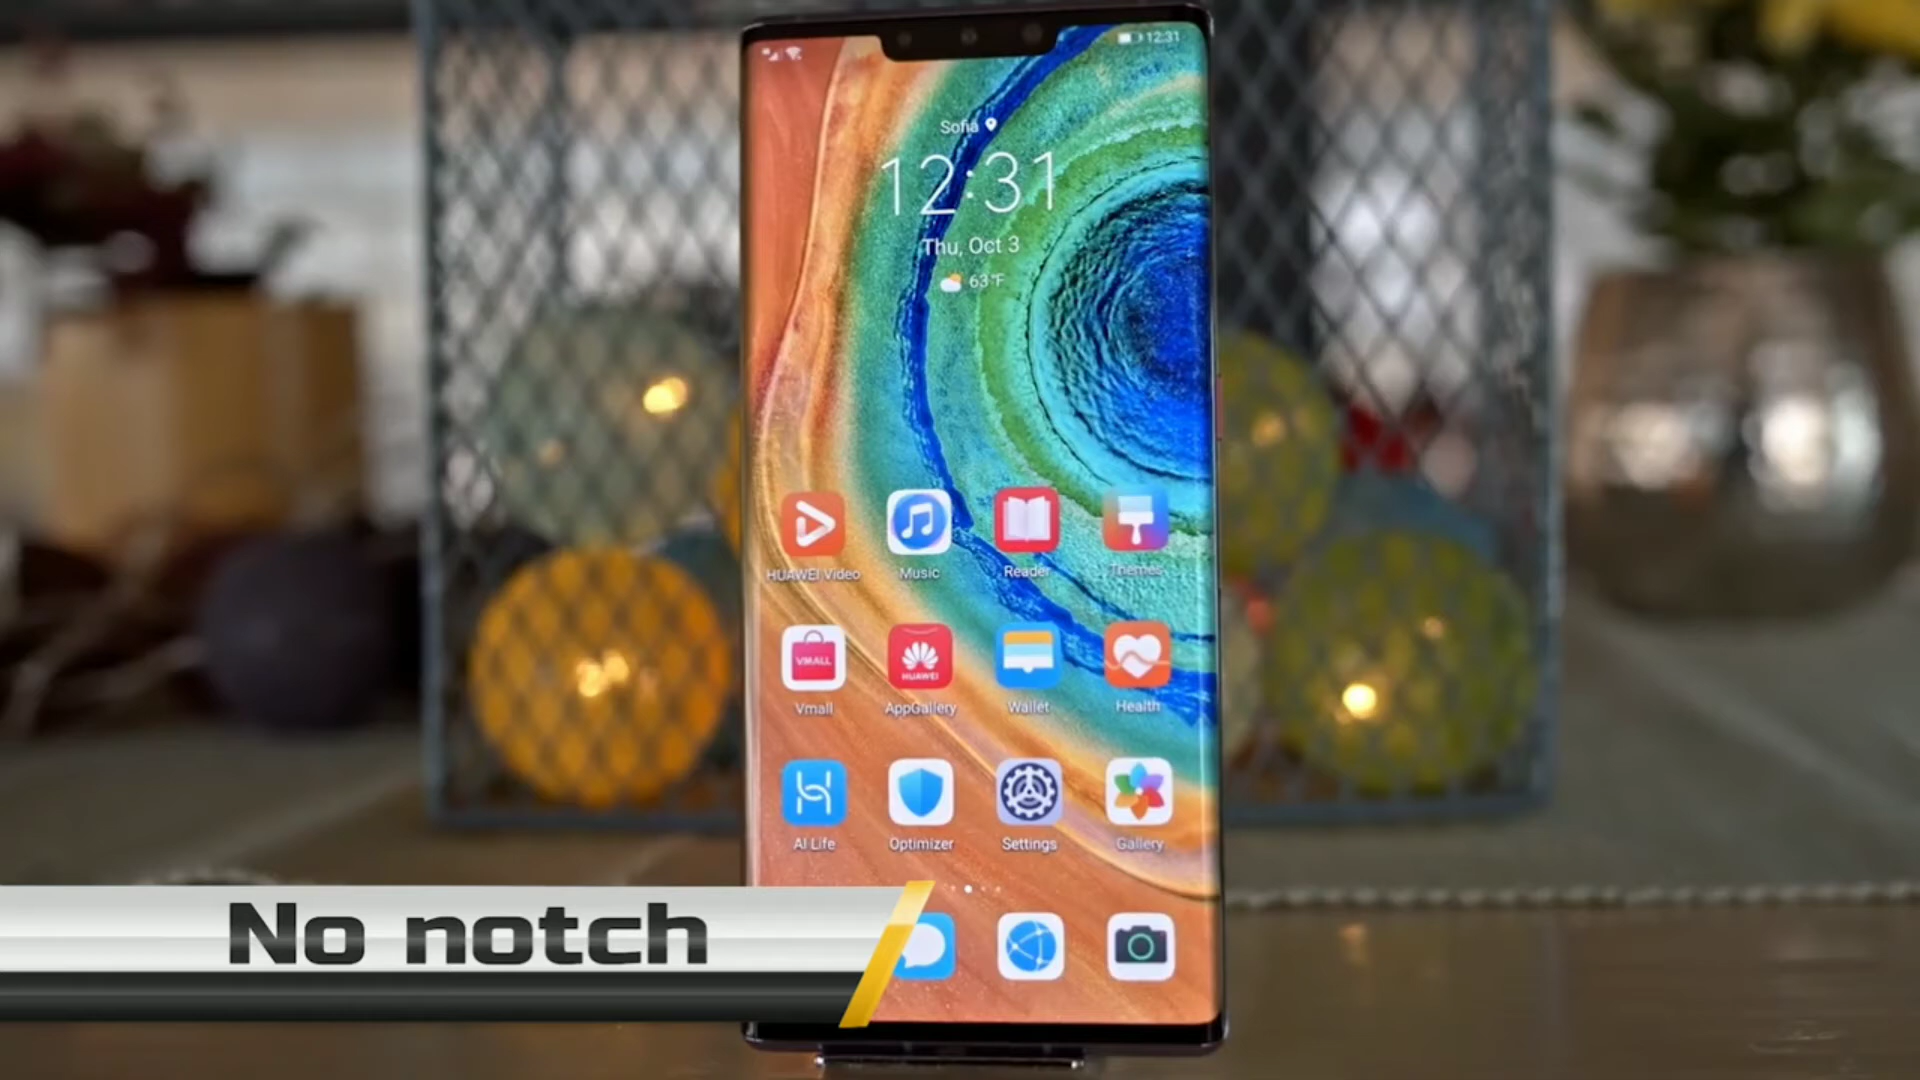 12:31
Sofia
12:31
Thu, Oct 3
63°F
HUAWEI Video
Music
Reader
Themes
VMALL
HUAWEI
Vmall
AppGallery
Wallet
Health
AI Life
Optimizer
Settings
Gallery
No notch